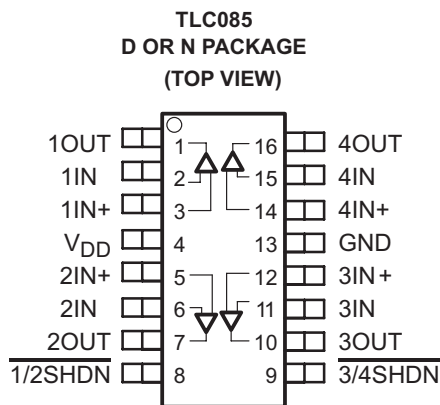 TLC085
D OR N PACKAGE
(TOP VIEW)
1OUT 1 16 4OUT
1IN 2 15 4IN
1IN+ 3 14 4IN+
VDD 4 13 GND
2IN+ 5 12 3IN+
2IN 6 11 3IN
2OUT 7 10 3OUT
1/2SHDN 8 9 3/4SHDN